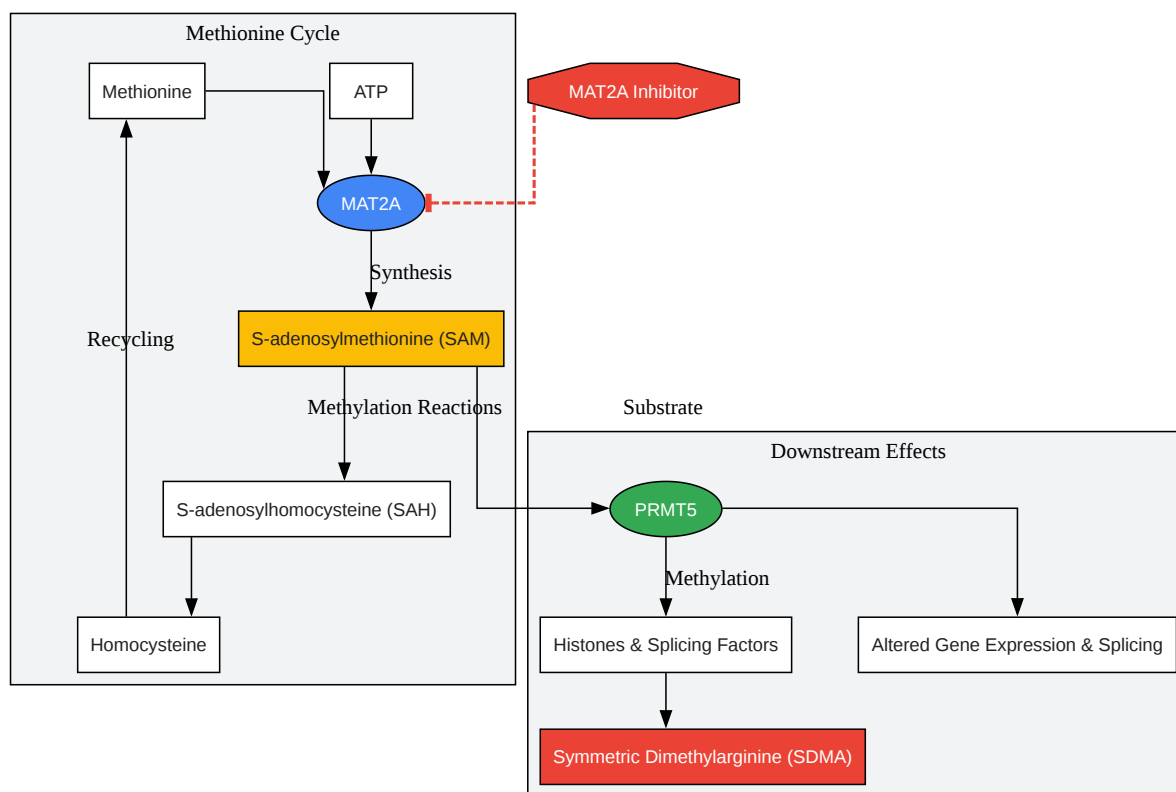 Methionine Cycle
Methionine
ATP
MAT2A Inhibitor
MAT2A
Synthesis
Recycling
S-adenosylmethionine (SAM)
Methylation Reactions
Substrate
Downstream Effects
S-adenosylhomocysteine (SAH)
PRMT5
Methylation
Homocysteine
Histones & Splicing Factors
Altered Gene Expression & Splicing
Symmetric Dimethylarginine (SDMA)